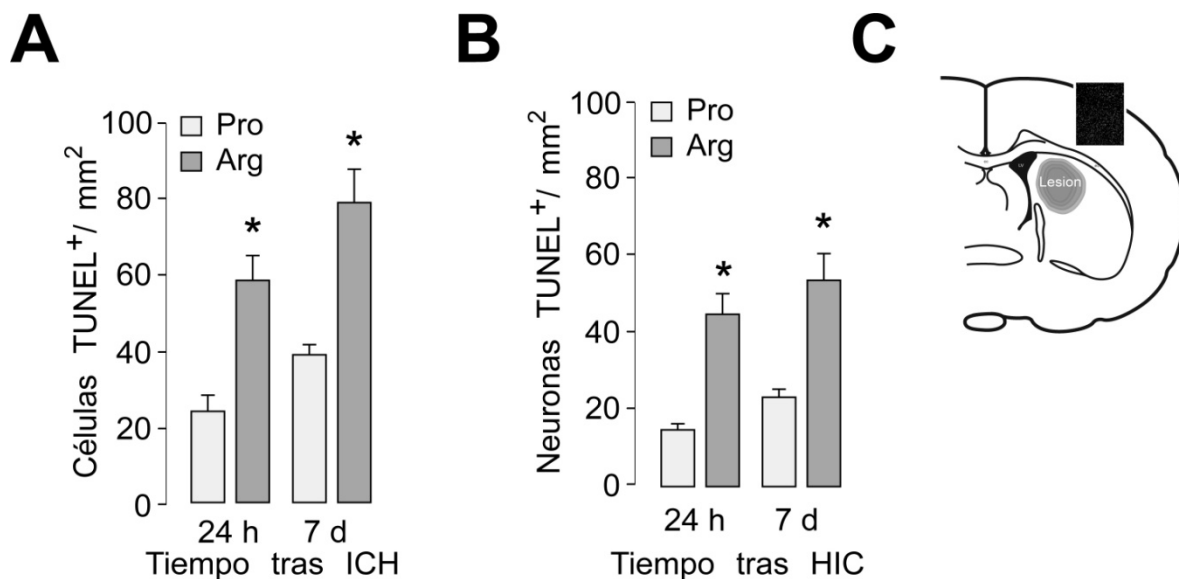 A
B
C
Células TUNEL+/ mm2
100
80
60
40
20
0
Pro
Arg
*
*
24 h
7 d
Tiempo tras ICH
Neuronas TUNEL+/ mm2
100
80
60
40
20
0
Pro
Arg
*
*
24 h
7 d
Tiempo tras HIC
Lesion